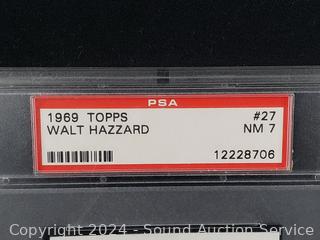 PSA
1969 TOPPS #27
WALT HAZZARD NM 7
12228706
Copyright 2024 - Sound Auction Service